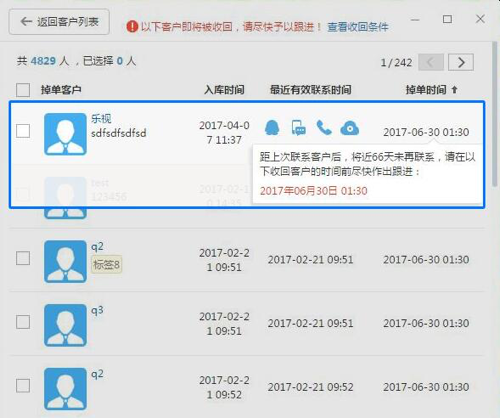 返回客户列表
以下客户即将被收回，请尽快予以跟进！ 查看收回条件
共 4829 人，已选择 0 人
1/242
掉单客户 入库时间 最近有效联系时间 掉单时间
乐视
sdfsdfsdfsd
2017-04-07 11:37
2017-06-30 01:30
距上次联系客户后，将近66天未再联系，请在以
下收回客户的时间前尽快作出跟进：
2017年06月30日 01:30
test
123456
q2
标签8
2017-02-21 09:51
2017-02-21 09:51
2017-06-30 01:30
q3
2017-02-21 09:51
2017-02-21 09:51
2017-06-30 01:30
q2
2017-02-21 09:52
2017-02-21 09:52
2017-06-30 01:30